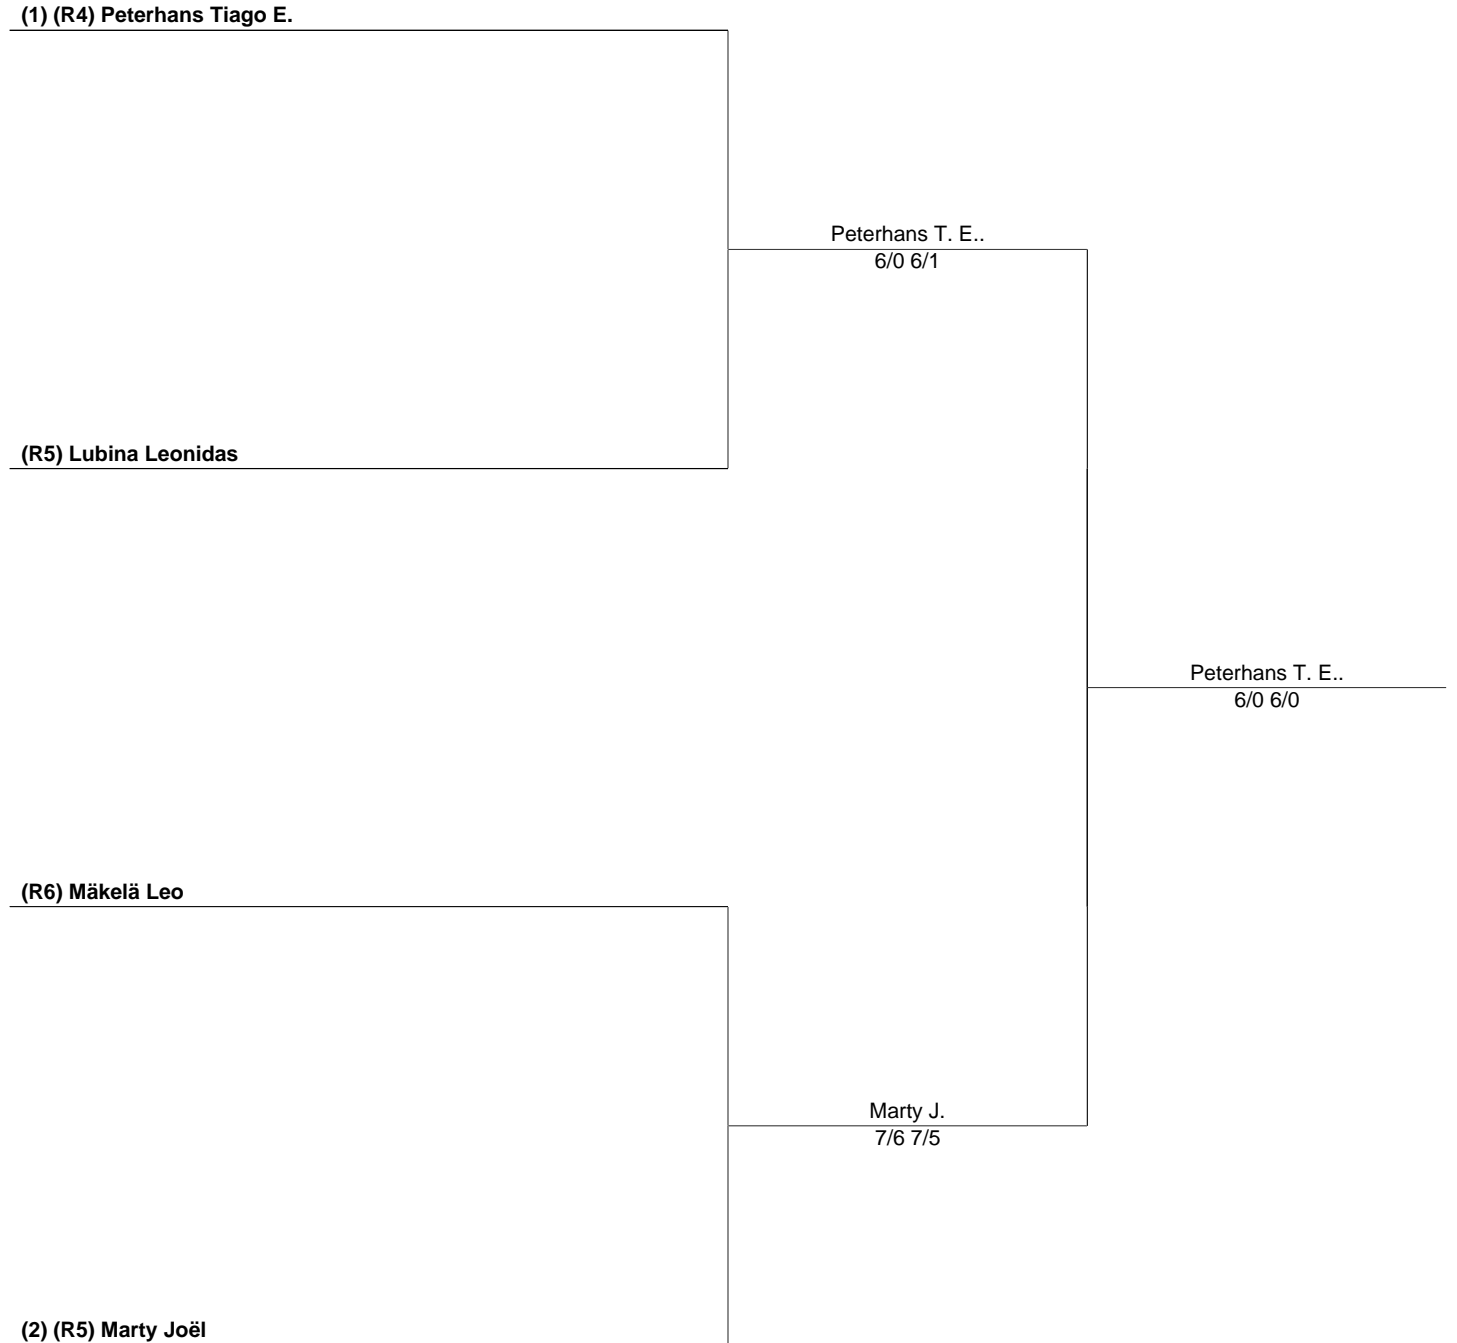 (1) (R4) Peterhans Tiago E.
Peterhans T. E..
6/0 6/1
(R5) Lubina Leonidas
Peterhans T. E..
6/0 6/0
(R6) Mäkelä Leo
Marty J.
7/6 7/5
(2) (R5) Marty Joël